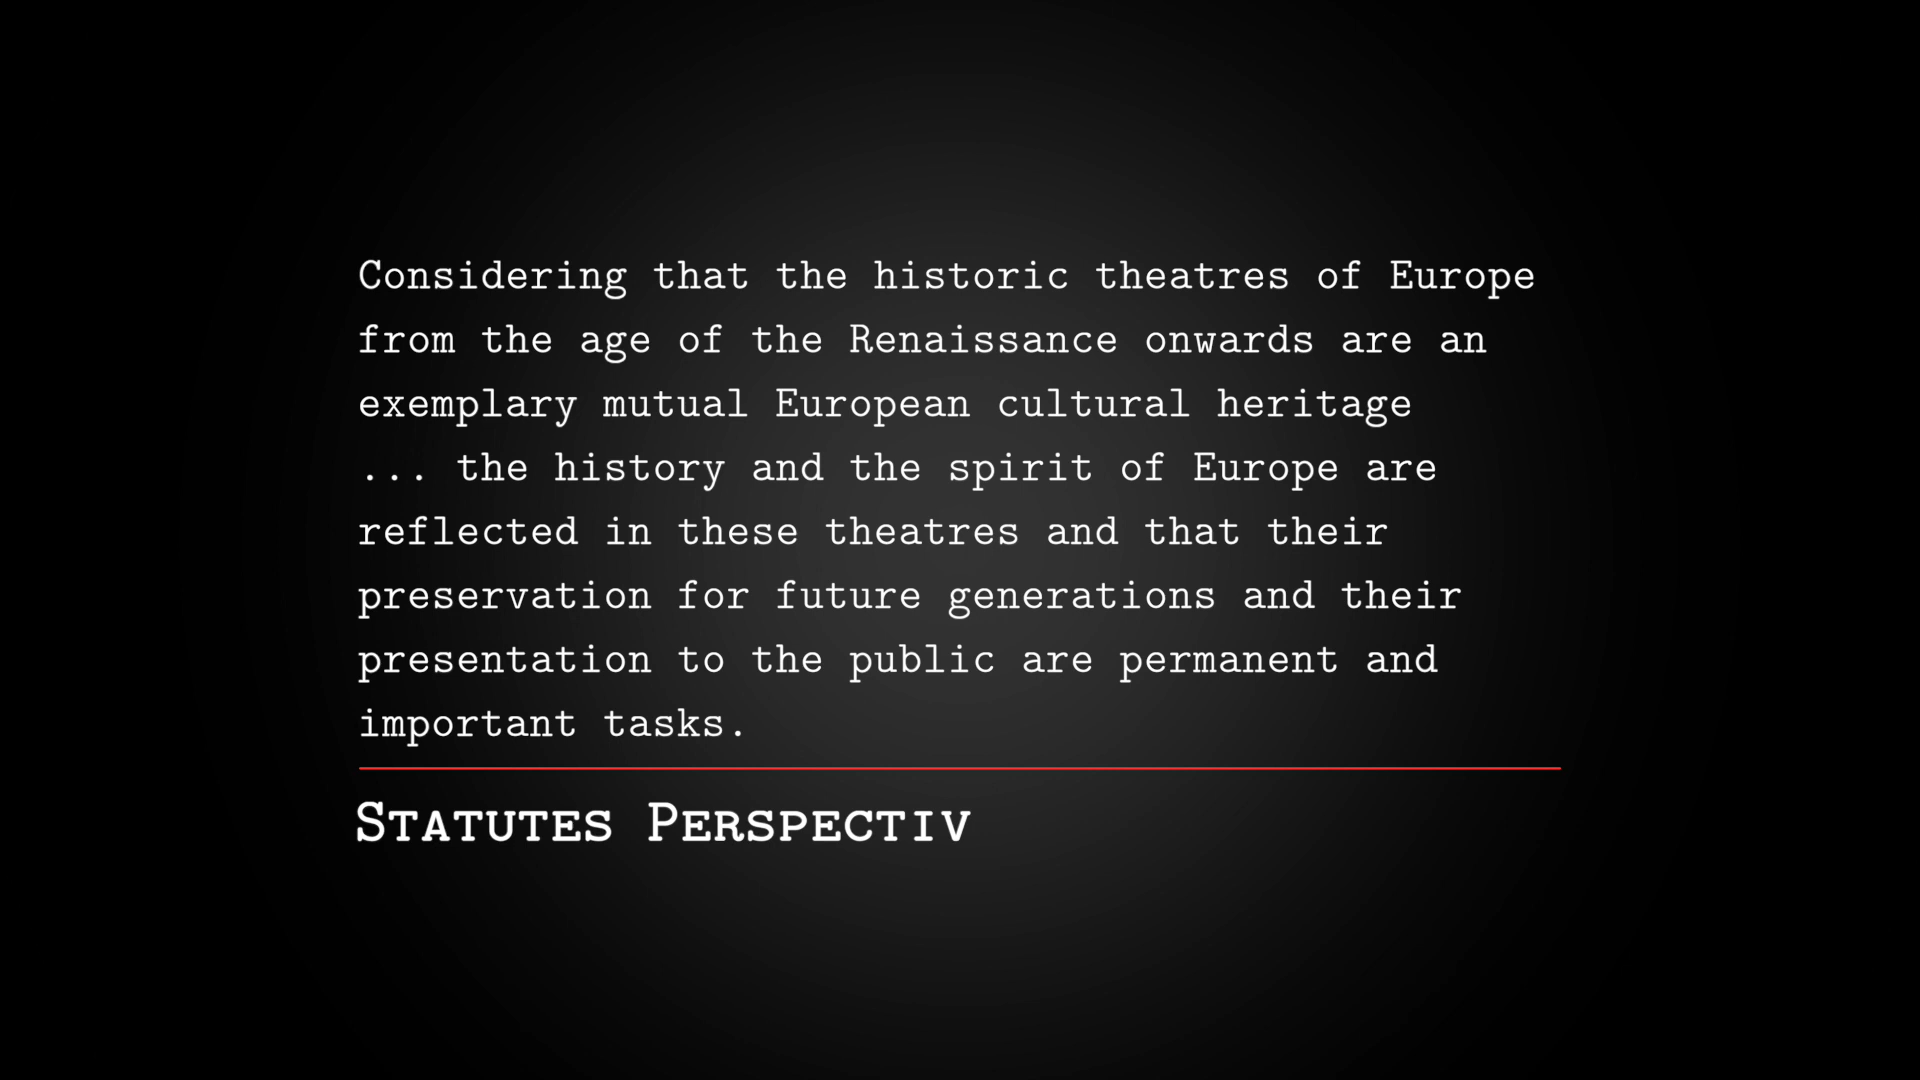 Considering that the historic theatres of Europe
from the age of the Renaissance onwards are an
exemplary mutual European cultural heritage
... the history and the spirit of Europe are
reflected in these theatres and that their
preservation for future generations and their
presentation to the public are permanent and
important tasks.
Statutes Perspectiv